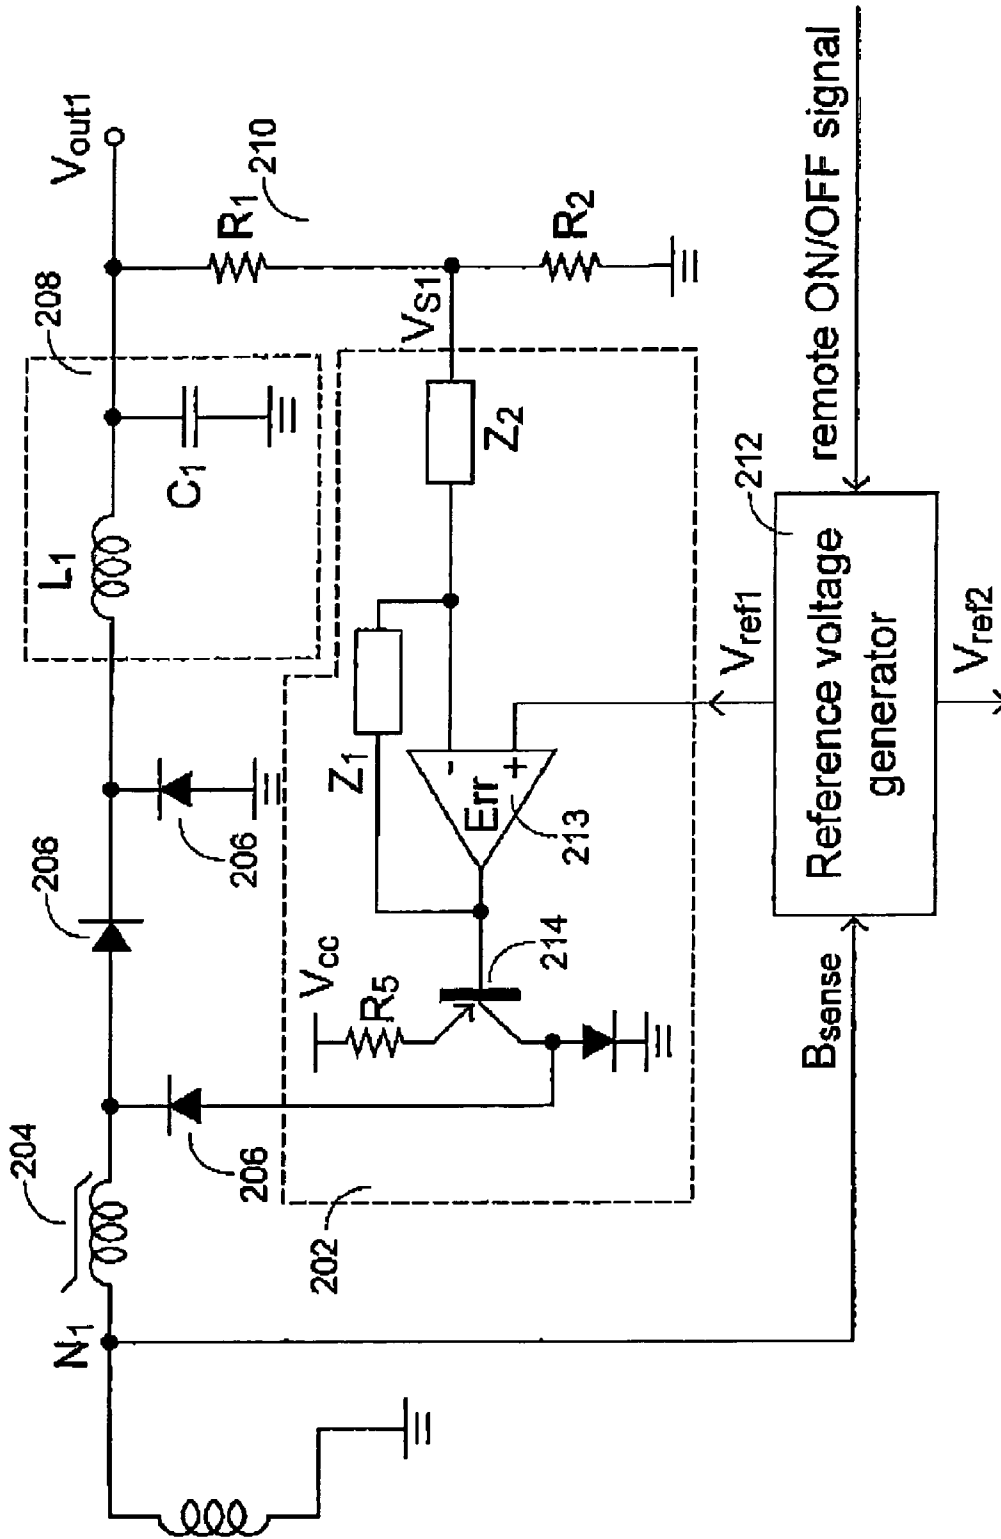 N1
204
206
206
206
L1
208
C1
Vout1
R1
210
R2
VS1
Z2
Z1
Err
-
+
213
214
Vcc
R5
202
Bsense
Reference voltage
generator
212
Vref1
Vref2
remote ON/OFF signal